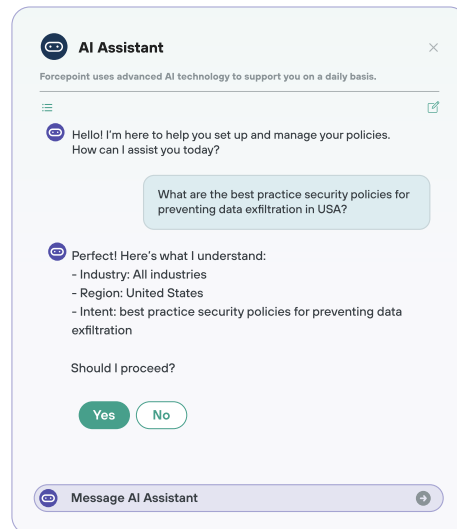 AI Assistant
Forcepoint uses advanced AI technology to support you on a daily basis.
Hello! I'm here to help you set up and manage your policies.
How can I assist you today?
What are the best practice security policies for
preventing data exfiltration in USA?
Perfect! Here's what I understand:
- Industry: All industries
- Region: United States
- Intent: best practice security policies for preventing data
exfiltration
Should I proceed?
Yes
No
Message AI Assistant